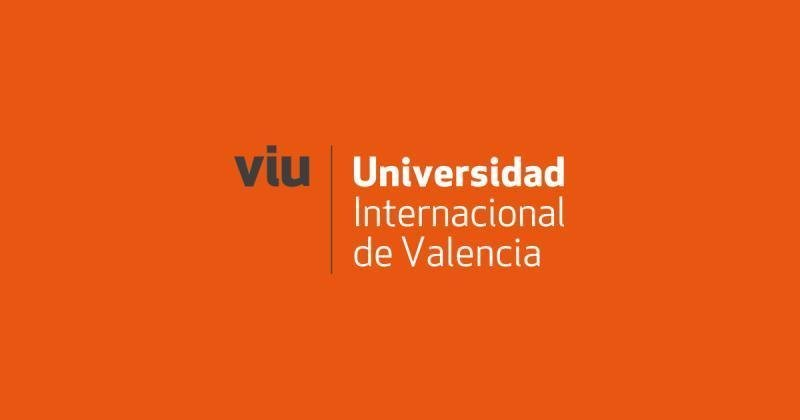 viu
Universidad
Internacional
de Valencia